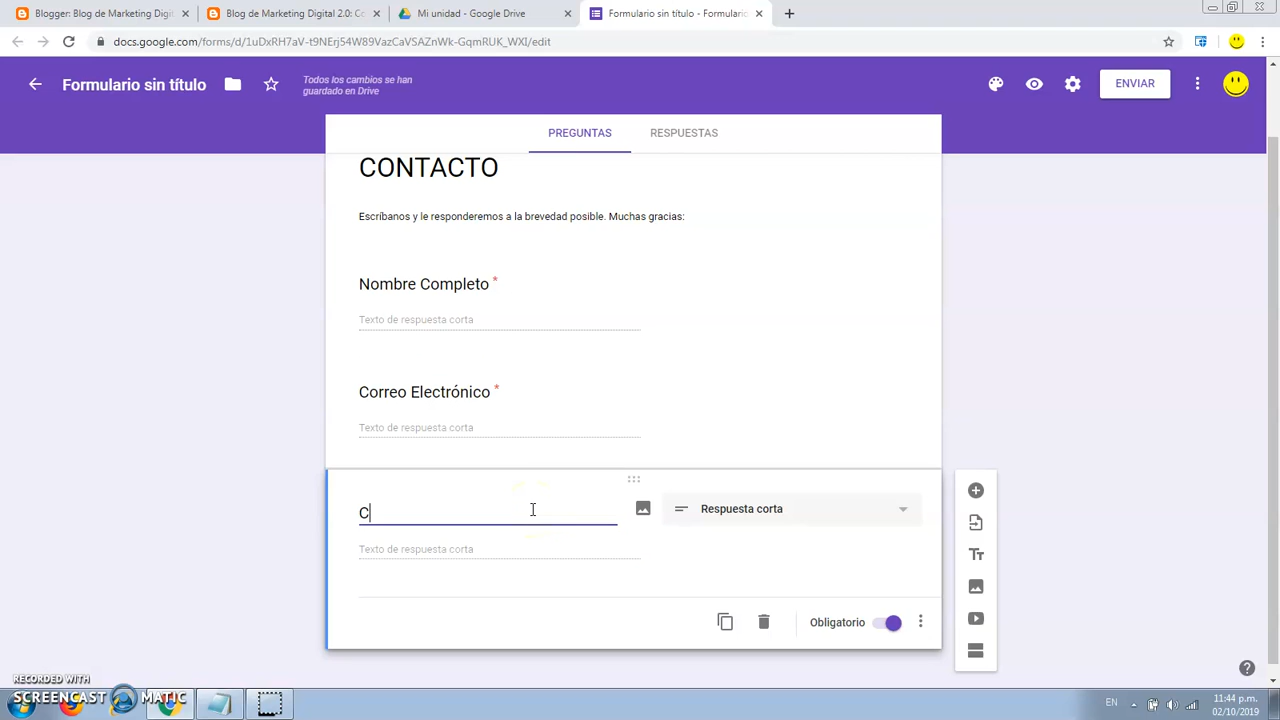 Blogger: Blog de Marketing Digit
Blog de Marketing Digital 2.0: Co
Mi unidad - Google Drive
Formulario sin título - Formulario
docs.google.com/forms/d/1uDxRH7aV-t9NErj54W89VazCaVSAZnWk-GqmRUK_WXI/edit
Formulario sin título
Todos los cambios se han
guardado en Drive
ENVIAR
PREGUNTAS
RESPUESTAS
CONTACTO
Escríbanos y le responderemos a la brevedad posible. Muchas gracias:
Nombre Completo *
Texto de respuesta corta
Correo Electrónico *
Texto de respuesta corta
C
Respuesta corta
Texto de respuesta corta
Obligatorio
RECORDED WITH
SCREENCAST MATIC
EN
11:44 p.m.
02/10/2019